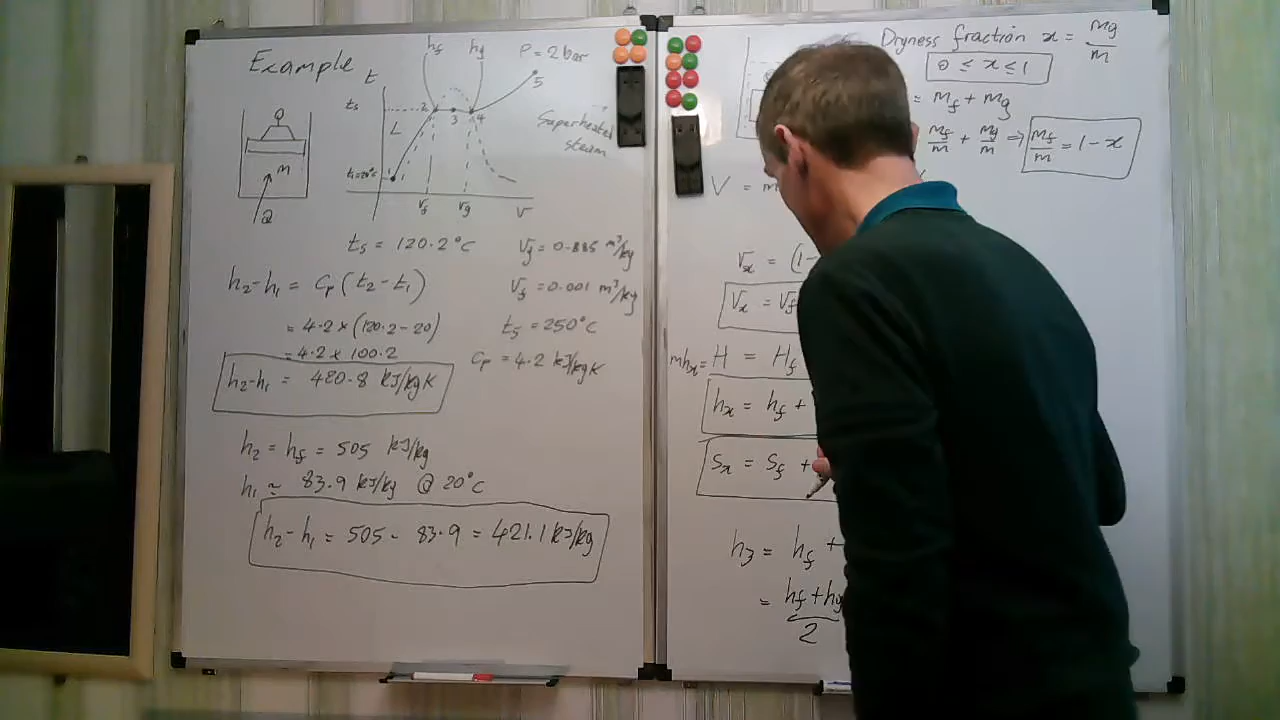 Example
t
hf
hg
P = 2 bar
5
ts
2
3
4
L
Superheated
steam
t1=20°C
m
Q
vf
vg
v
ts = 120.2°C
vg = 0.885 m³/kg
h2-h1 = Cp(t2-t1)
vf = 0.001 m³/kg
= 4.2 x (120.2-20)
t5 = 250°C
= 4.2 x 100.2
Cp = 4.2 kJ/kgK
h2-h1 = 420.8 kJ/kgK
h2 = hf = 505 kJ/kg
h1 ≈ 83.9 kJ/kg @ 20°C
h2-h1 = 505 - 83.9 = 421.1 kJ/kg
Dryness fraction x = mg/m
0 ≤ x ≤ 1
= mf + mg
mf/m + mg/m ⇒ mf/m = 1-x
V = m
vx = (1-
vx = vf
mhx = H = Hf
hx = hf +
sx = sf +
h3 = hf +
= hf + hg
2